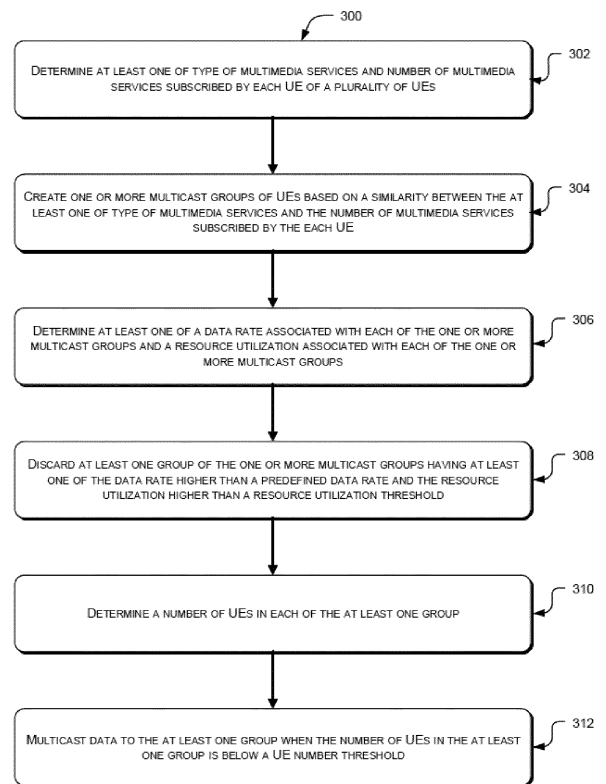 300
DETERMINE AT LEAST ONE OF TYPE OF MULTIMEDIA SERVICES AND NUMBER OF MULTIMEDIA
SERVICES SUBSCRIBED BY EACH UE OF A PLURALITY OF UES
302
CREATE ONE OR MORE MULTICAST GROUPS OF UES BASED ON A SIMILARITY BETWEEN THE AT
LEAST ONE OF TYPE OF MULTIMEDIA SERVICES AND THE NUMBER OF MULTIMEDIA SERVICES
SUBSCRIBED BY THE EACH UE
304
DETERMINE AT LEAST ONE OF A DATA RATE ASSOCIATED WITH EACH OF THE ONE OR MORE
MULTICAST GROUPS AND A RESOURCE UTILIZATION ASSOCIATED WITH EACH OF THE ONE OR
MORE MULTICAST GROUPS
306
DISCARD AT LEAST GROUP OF THE ONE OR MORE MULTICAST GROUPS HAVING AT LEAST
ONE OF THE DATA RATE HIGHER THAN A PREDEFINED DATA RATE AND THE RESOURCE
UTILIZATION HIGHER THAN A RESOURCE UTILIZATION THRESHOLD
308
DETERMINE A NUMBER OF UES IN EACH OF THE AT LEAST ONE GROUP
310
MULTICAST DATA TO THE AT LEAST ONE GROUP WHEN THE NUMBER OF UES IN THE AT LEAST
ONE GROUP IS BELOW A UE NUMBER THRESHOLD
312